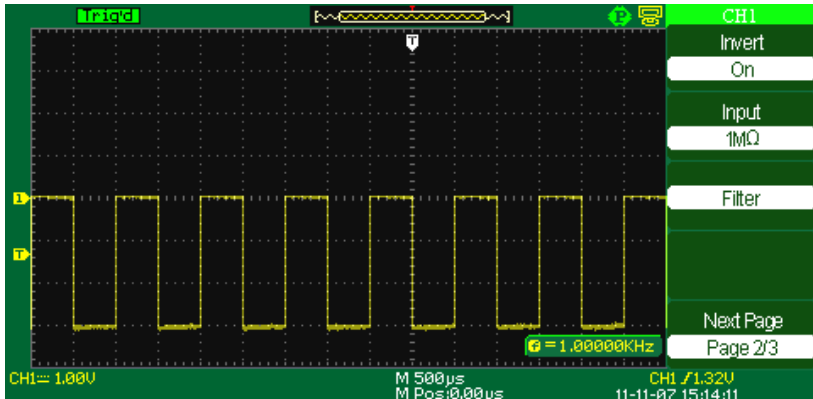 Trig'd
P
CH1
T
Invert
On
Input
1MΩ
1
Filter
T
f =1.00000KHz
Next Page
Page 2/3
CH1 1.00V
M 500μs
CH1 /1.32V
M Pos:0.00μs
11-11-07 15:14:11